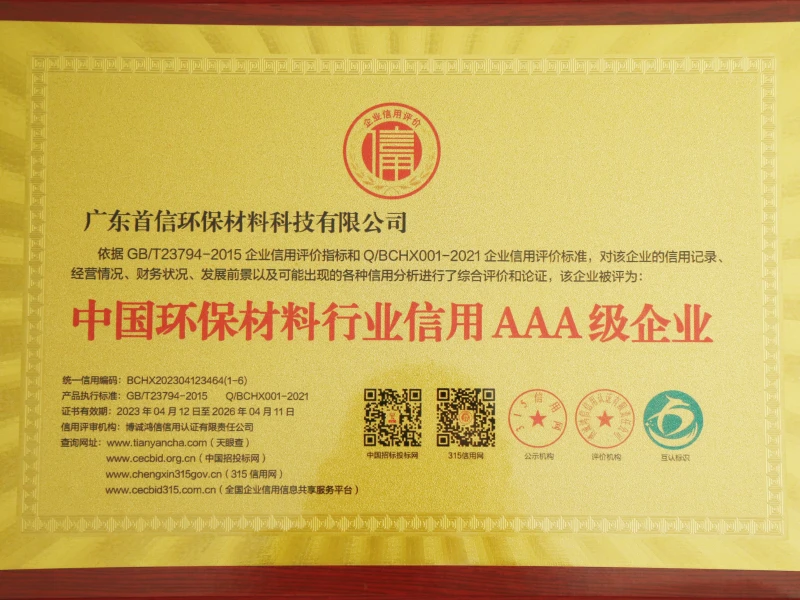 企业信用评价
信用
广东首信环保材料科技有限公司
依据 GB/T23794-2015 企业信用评价指标和 Q/BCHX001-2021 企业信用评价标准，对该企业的信用记录、
经营情况、财务状况、发展前景以及可能出现的各种信用分析进行了综合评价和论证，该企业被评为：
中国环保材料行业信用 AAA 级企业
统一信用编码：BCHX202304123464(1-6)
产品执行标准：GB/T23794-2015 Q/BCHX001-2021
证书有效期：2023 年 04 月 12 日至 2026 年 04 月 11 日
信用评审机构：博诚鸿信信用认证有限责任公司
查询网址：www.tianyancha.com（天眼查）
www.cecbid.org.cn（中国招投标网）
www.chengxin315gov.cn（315 信用网）
www.cecbid315.com.cn（全国企业信用信息共享服务平台）
中国招标投标网
315信用网
315信用网
公示机构
评价机构
互认标识